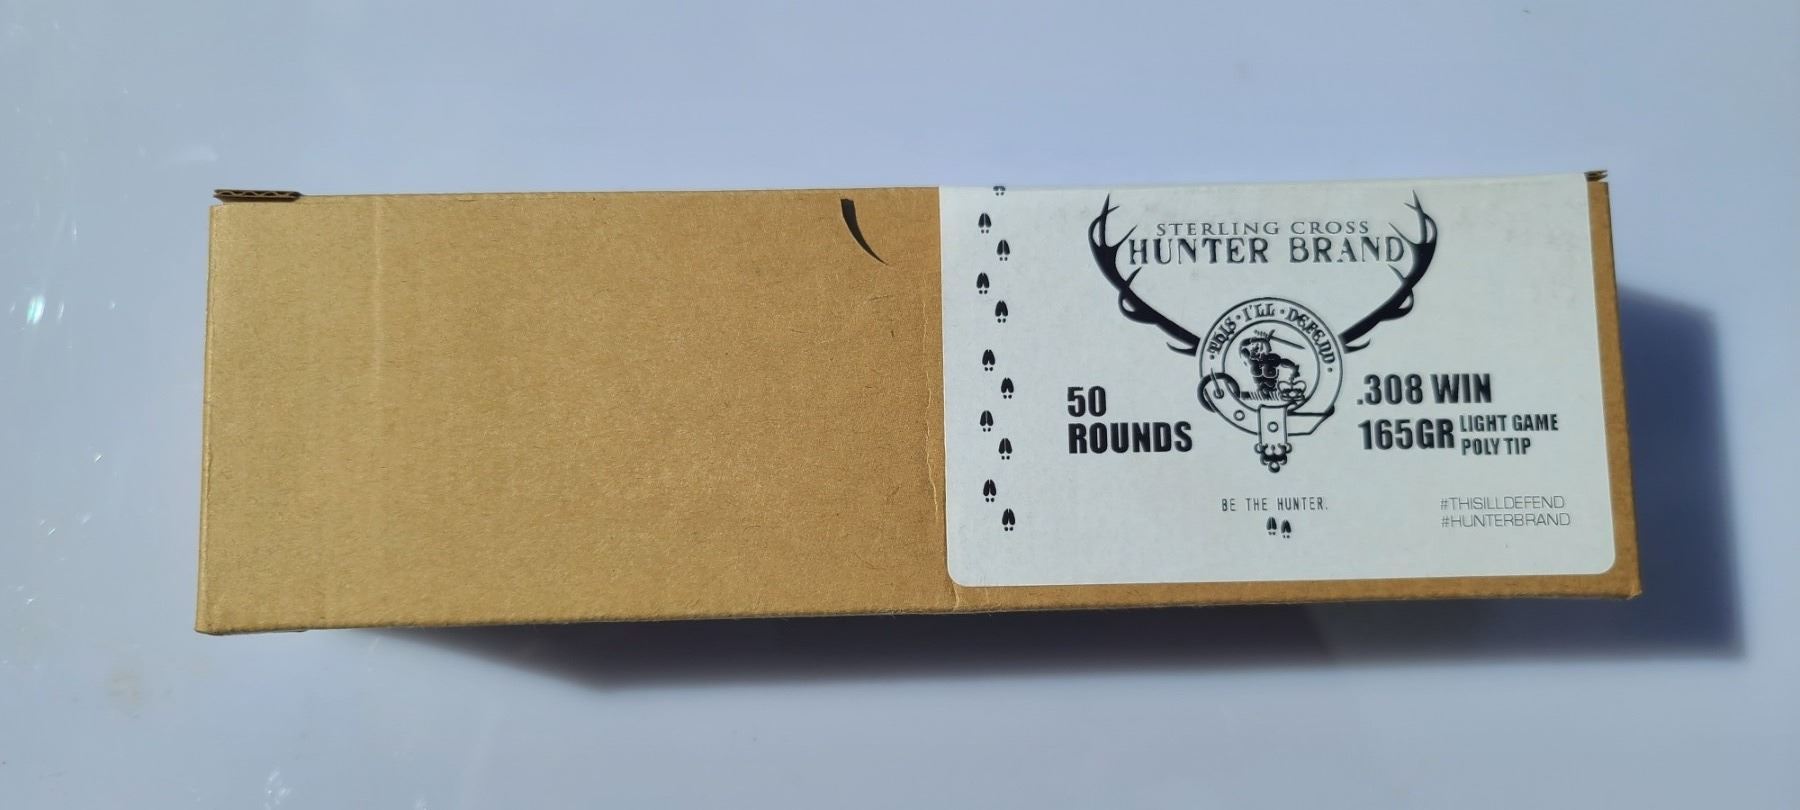 STERLING CROSS
HUNTER BRAND
THIS · I'LL · DEFEND ·
50
ROUNDS
.308 WIN
165GR LIGHT GAME
POLY TIP
BE THE HUNTER.
#THISILLDEFEND
#HUNTERBRAND